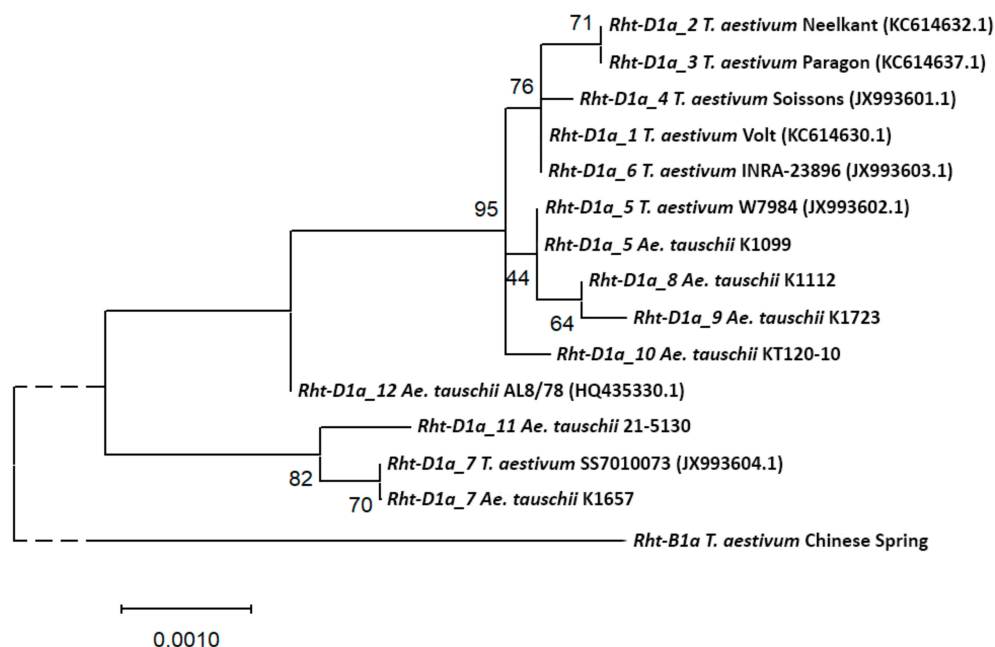 71
Rht-D1a_2 T. aestivum Neelkant (KC614632.1)
Rht-D1a_3 T. aestivum Paragon (KC614637.1)
76
Rht-D1a_4 T. aestivum Soissons (JX993601.1)
Rht-D1a_1 T. aestivum Volt (KC614630.1)
Rht-D1a_6 T. aestivum INRA-23896 (JX993603.1)
95
Rht-D1a_5 T. aestivum W7984 (JX993602.1)
Rht-D1a_5 Ae. tauschii K1099
44
Rht-D1a_8 Ae. tauschii K1112
64
Rht-D1a_9 Ae. tauschii K1723
Rht-D1a_10 Ae. tauschii KT120-10
Rht-D1a_12 Ae. tauschii AL8/78 (HQ435330.1)
Rht-D1a_11 Ae. tauschii 21-5130
82
Rht-D1a_7 T. aestivum SS7010073 (JX993604.1)
70
Rht-D1a_7 Ae. tauschii K1657
Rht-B1a T. aestivum Chinese Spring
0.0010